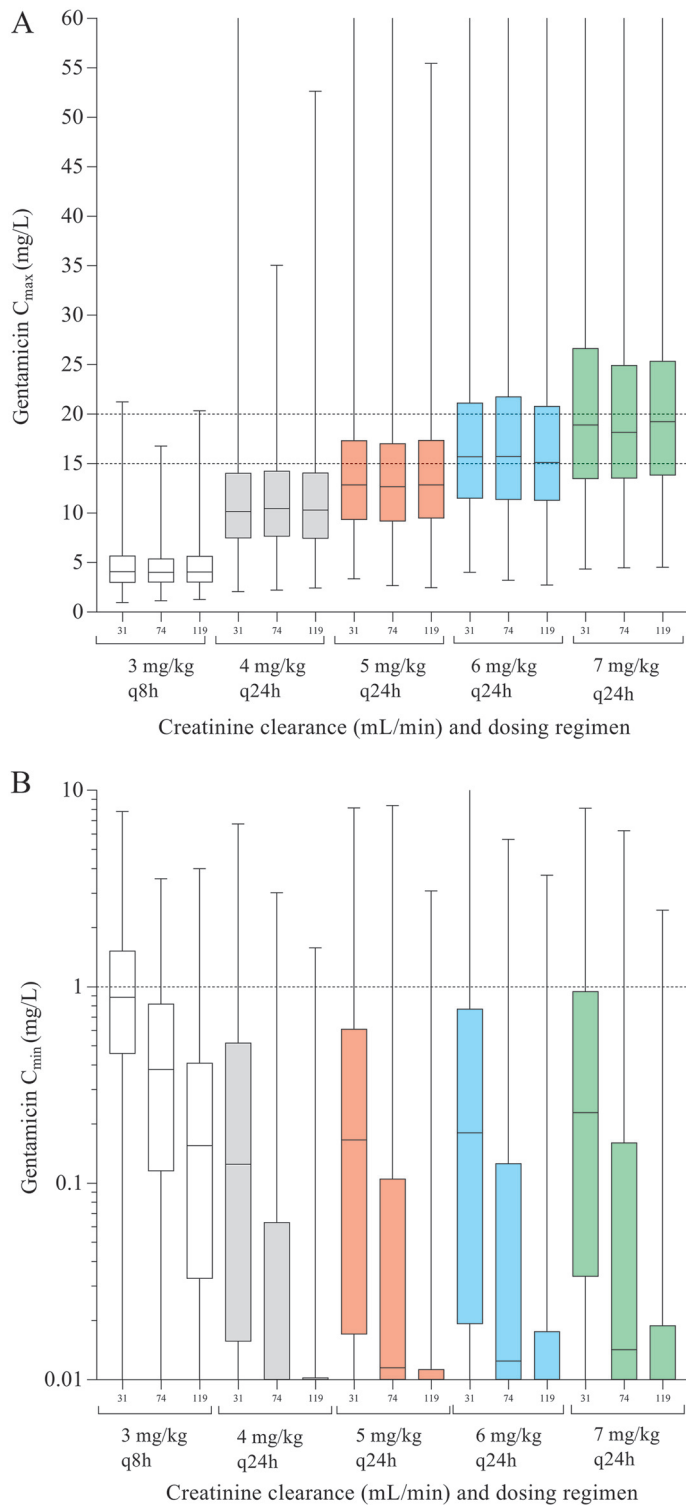 A
60
55
50
45
40
35
30
25
20
15
10
5
0
Gentamicin Cmax (mg/L)
31 74 119 31 74 119 31 74 119 31 74 119 31 74 119
3 mg/kg 4 mg/kg 5 mg/kg 6 mg/kg 7 mg/kg
q8h q24h q24h q24h q24h
Creatinine clearance (mL/min) and dosing regimen
B
10
1
0.1
0.01
Gentamicin Cmin (mg/L)
31 74 119 31 74 119 31 74 119 31 74 119 31 74 119
3 mg/kg 4 mg/kg 5 mg/kg 6 mg/kg 7 mg/kg
q8h q24h q24h q24h q24h
Creatinine clearance (mL/min) and dosing regimen